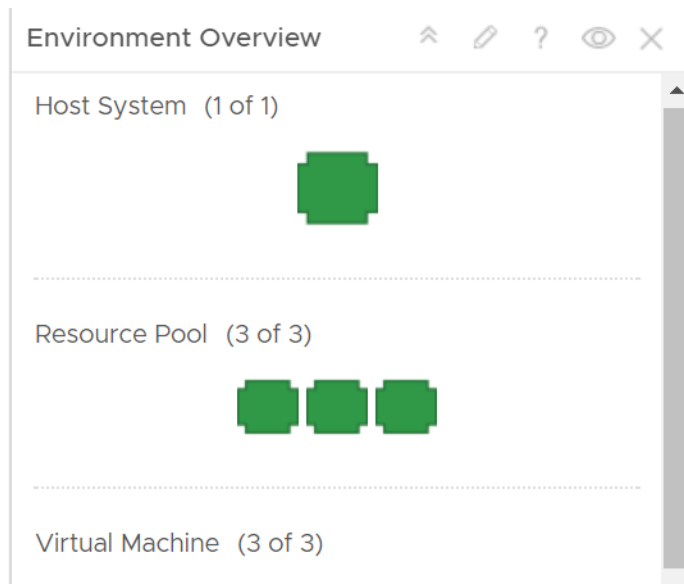 Environment Overview ?
Host System (1 of 1)
Resource Pool (3 of 3)
Virtual Machine (3 of 3)